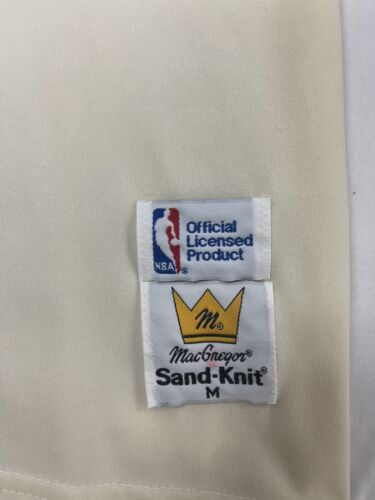 Official
Licensed
Product
NBA ®
M®
MacGregor®
Sand-Knit®
M